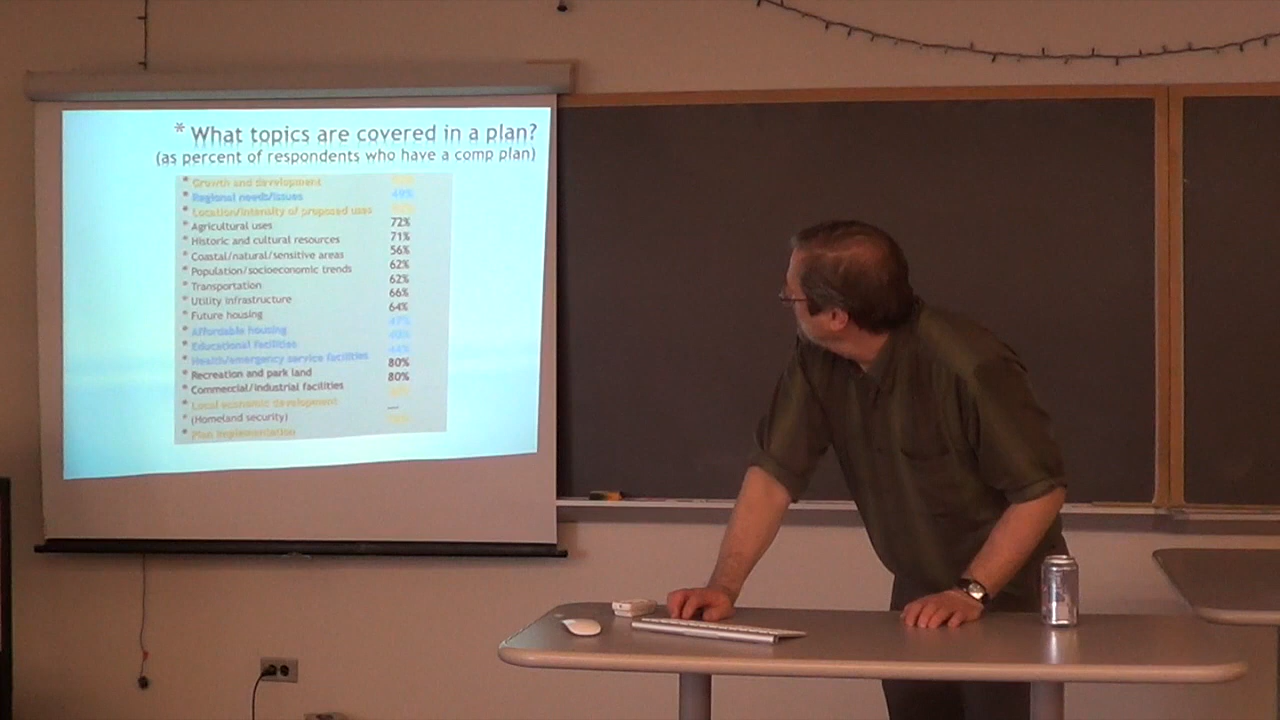 * What topics are covered in a plan?
(as percent of respondents who have a comp plan)
* Growth and development
* Regional needs/issues 49%
* Location/intensity of proposed uses
* Agricultural uses 72%
* Historic and cultural resources 71%
* Coastal/natural/sensitive areas 56%
* Population/socioeconomic trends 62%
* Transportation 62%
* Utility infrastructure 66%
* Future housing 64%
* Affordable housing 47%
* Educational facilities
* Health/emergency service facilities
* Recreation and park land 80%
* Commercial/industrial facilities 80%
* Local economic development
* (Homeland security) __
* Plan implementation